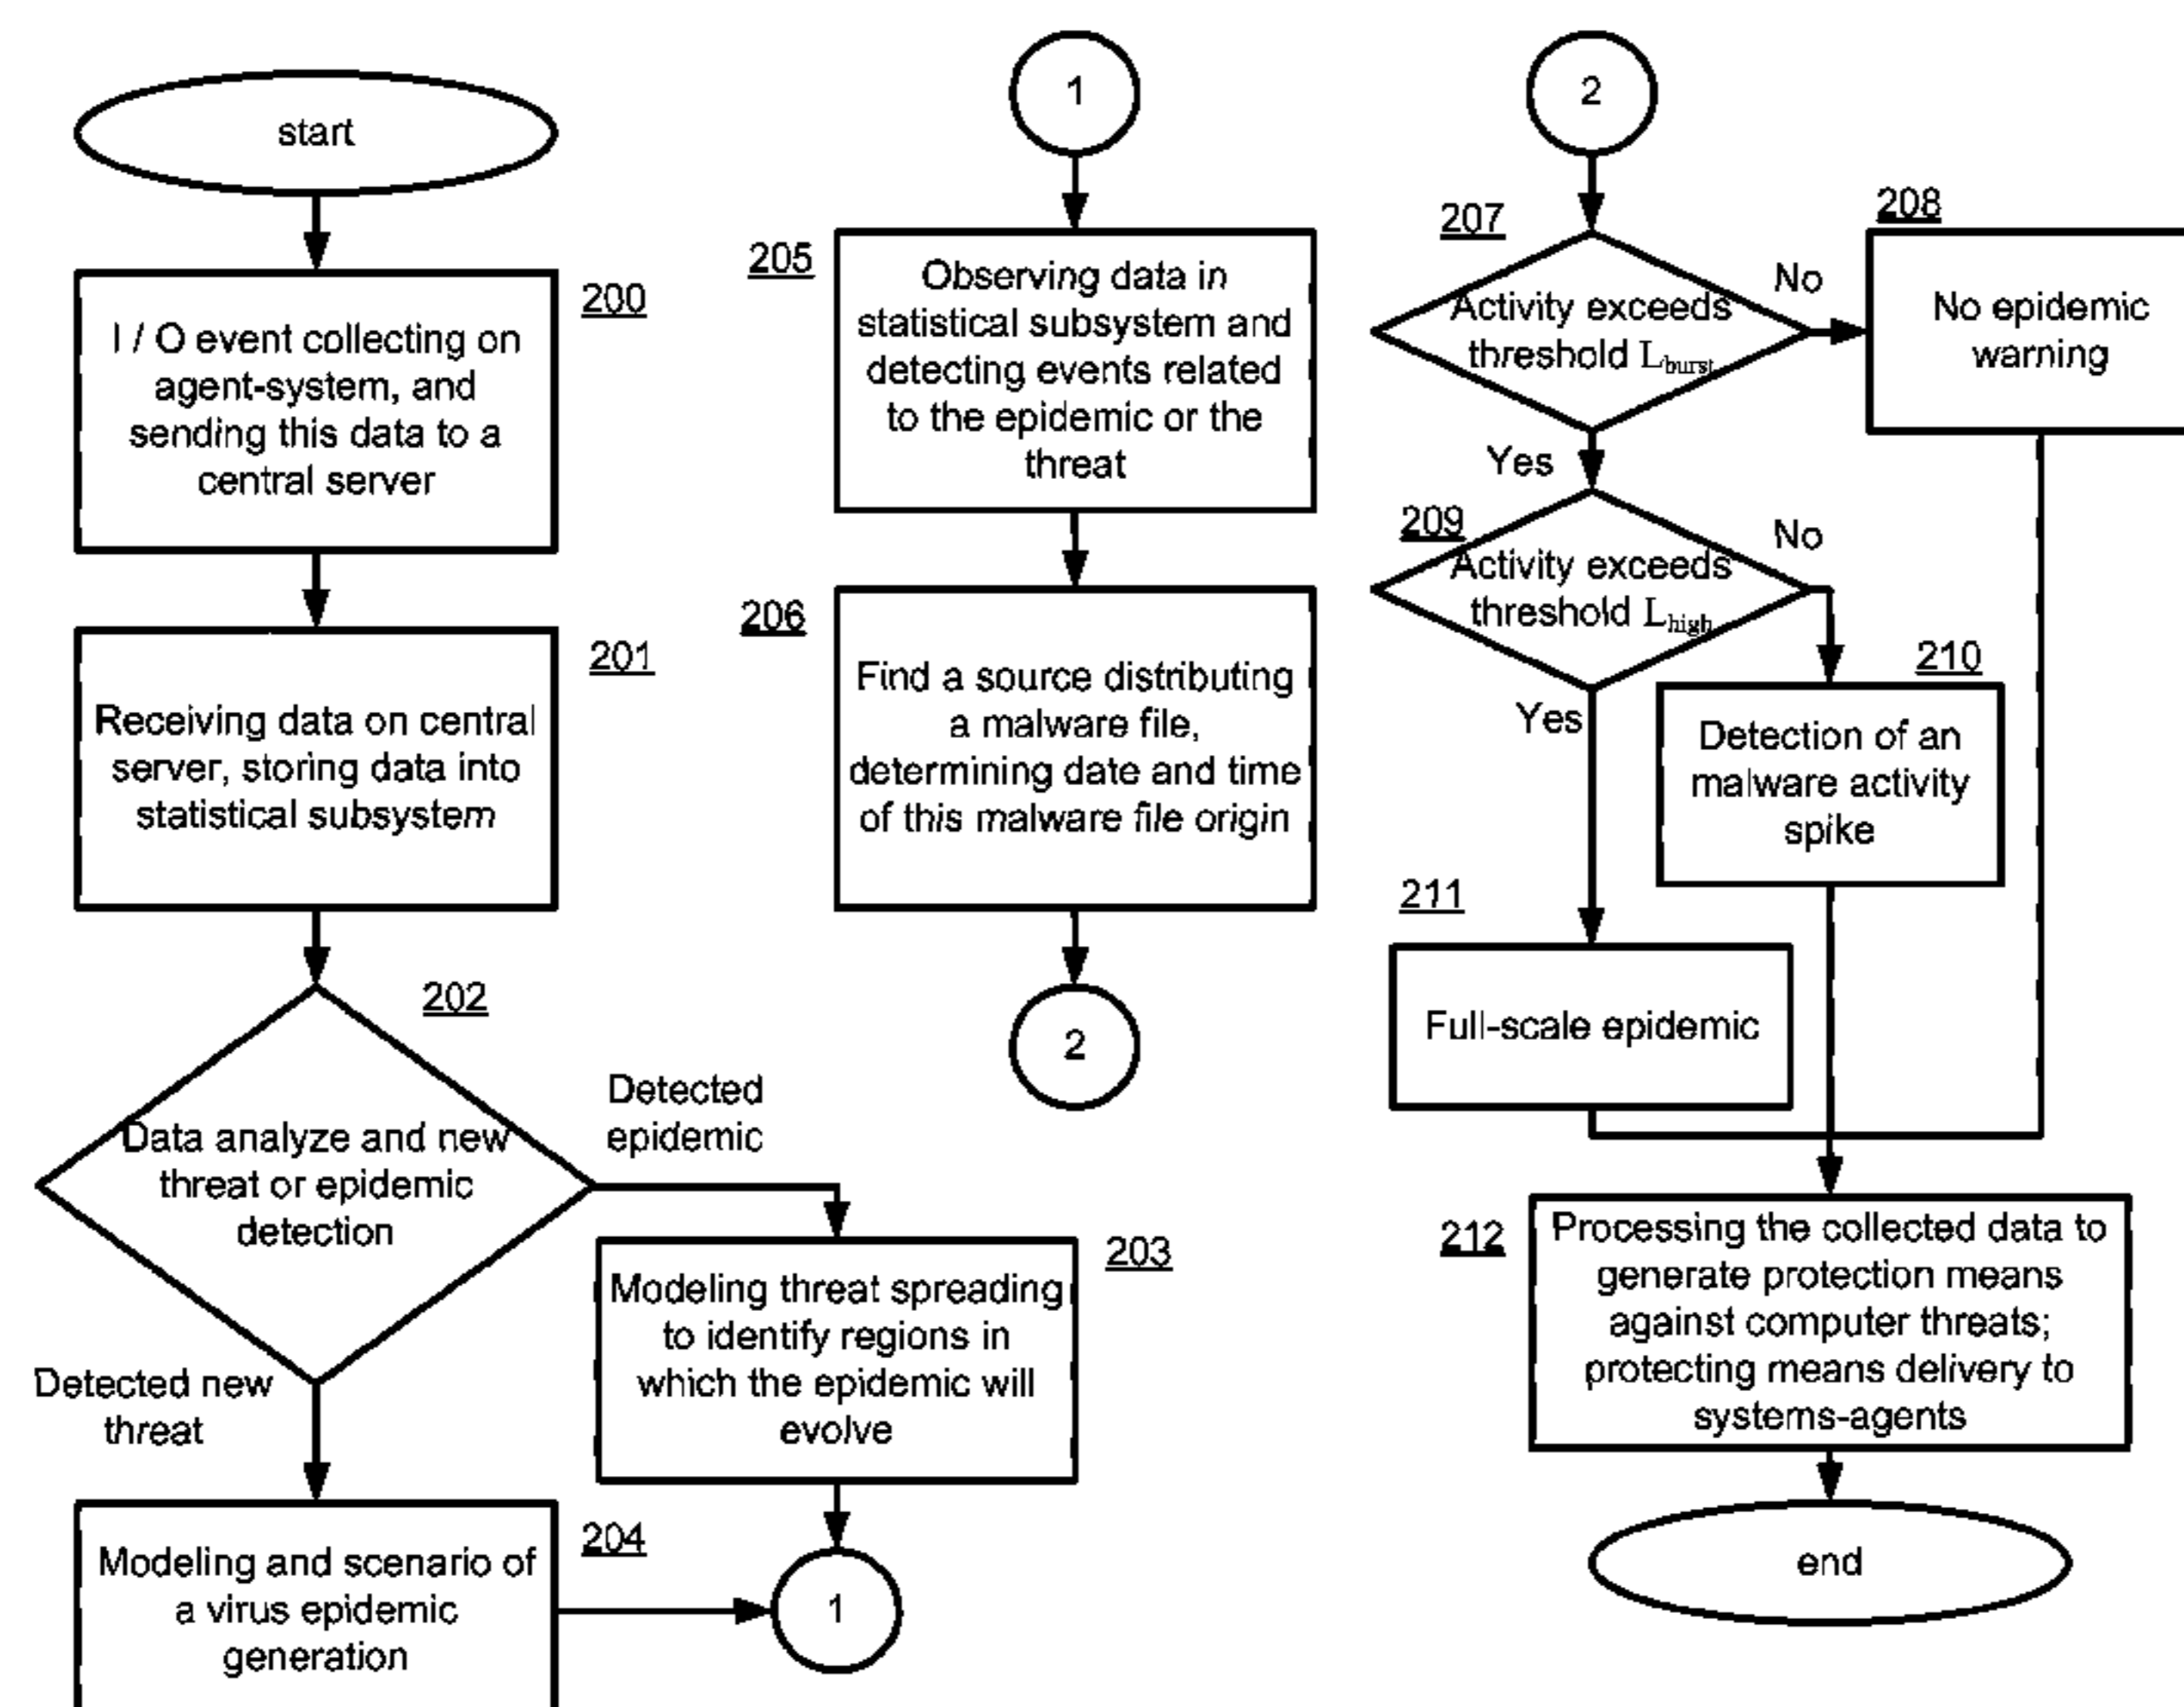 start
200
I / O event collecting on
agent-system, and
sending this data to a
central server
201
Receiving data on central
server, storing data into
statistical subsystem
202
Data analyze and new
threat or epidemic
detection
Detected
epidemic
Detected new
threat
203
Modeling threat spreading
to identify regions in
which the epidemic will
evolve
204
Modeling and scenario of
a virus epidemic
generation
1
1
205
Observing data in
statistical subsystem and
detecting events related
to the epidemic or the
threat
206
Find a source distributing
a malware file,
determining date and time
of this malware file origin
2
2
207
Activity exceeds
threshold Lburst
No
208
No epidemic
warning
Yes
209
Activity exceeds
threshold Lhigh
No
210
Detection of an
malware activity
spike
Yes
211
Full-scale epidemic
212
Processing the collected data to
generate protection means
against computer threats;
protecting means delivery to
systems-agents
end